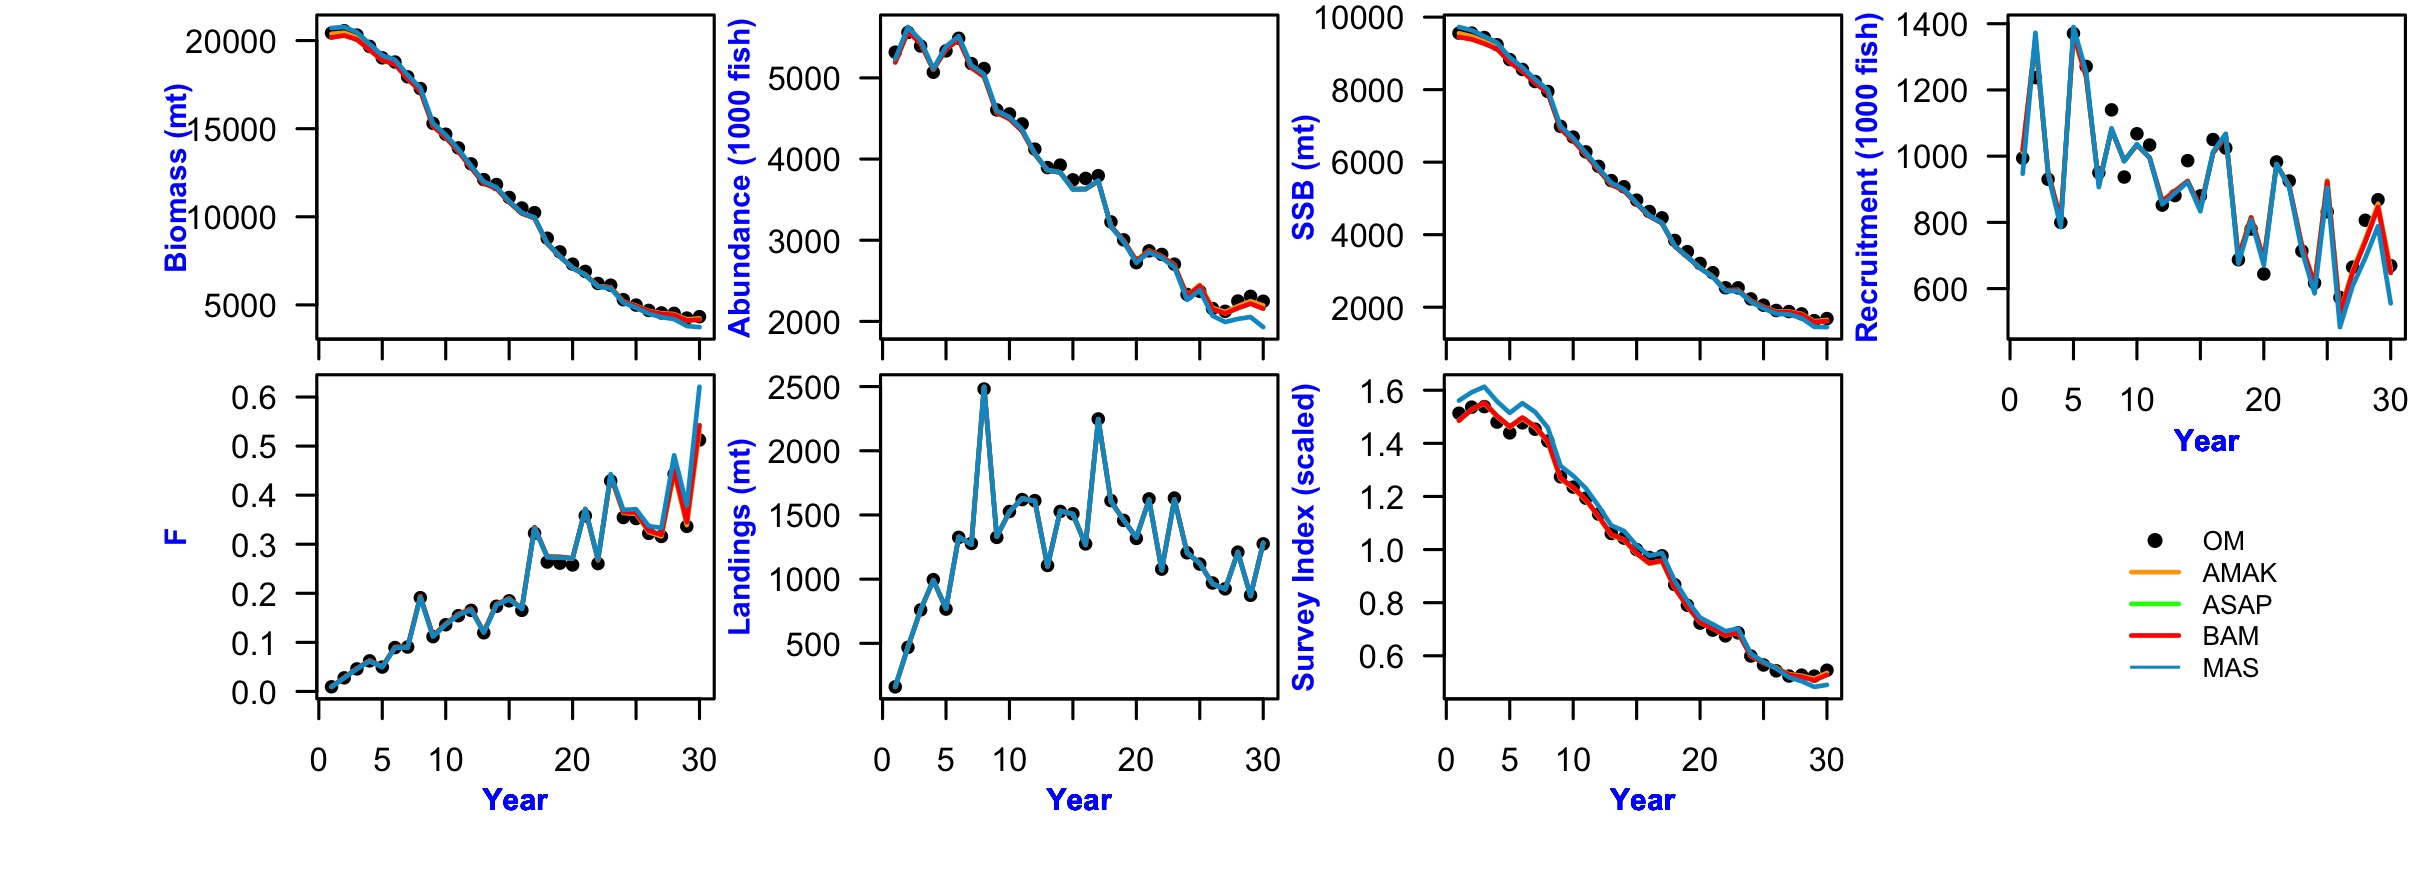 Biomass (mt)
20000
15000
10000
5000
Abundance (1000 fish)
5000
4000
3000
2000
SSB (mt)
10000
8000
6000
4000
2000
Recruitment (1000 fish)
1400
1200
1000
800
600
0 5 10 20 30
Year
F
0.6
0.5
0.4
0.3
0.2
0.1
0.0
0 5 10 20 30
Year
Landings (mt)
2500
2000
1500
1000
500
0 5 10 20 30
Year
Survey Index (scaled)
1.6
1.4
1.2
1.0
0.8
0.6
0 5 10 20 30
Year
OM
AMAK
ASAP
BAM
MAS